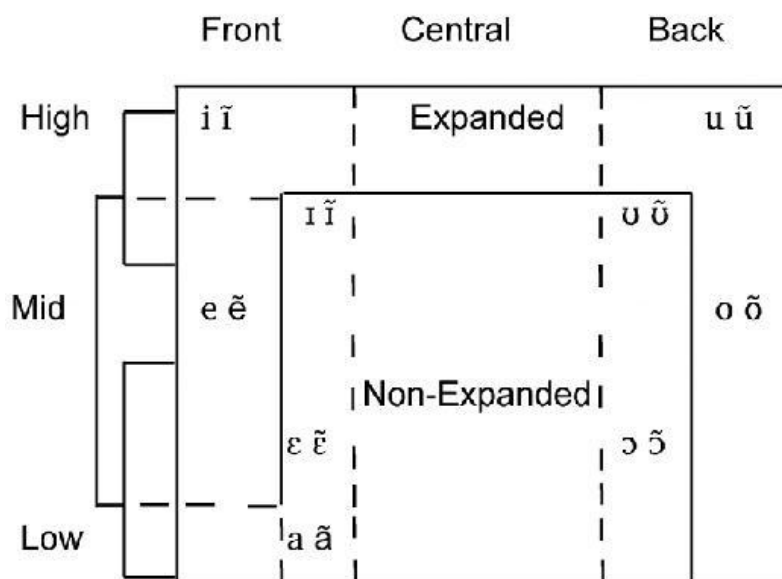 Front Central Back
High i ĩ Expanded u ũ
ɪ ɪ̃ ʊ ʊ̃
Mid e ẽ o õ
Non-Expanded
ɛ ɛ̃ ɔ ɔ̃
Low a ã